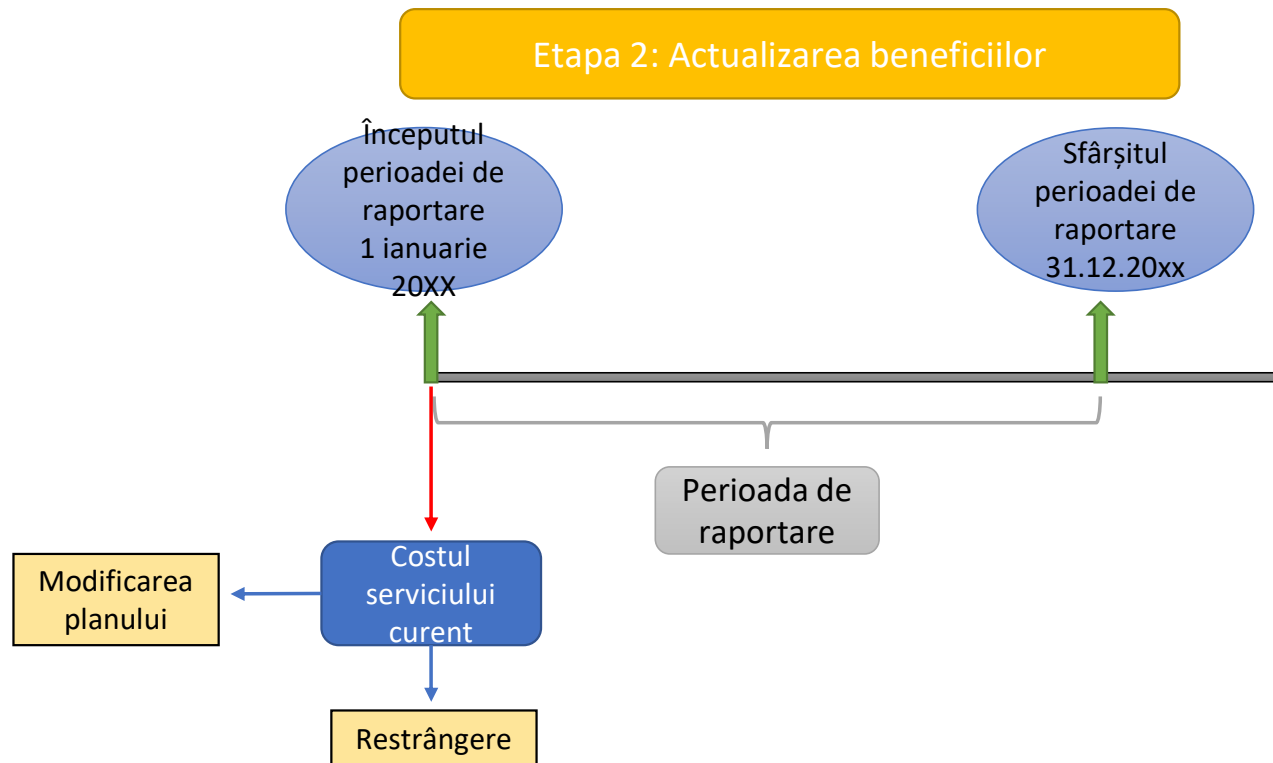 Etapa 2: Actualizarea beneficiilor
Începutul
perioadei de
raportare
1 ianuarie
20XX
Sfârșitul
perioadei de
raportare
31.12.20xx
Perioada de
raportare
Costul
serviciului
curent
Modificarea
planului
Restrângere